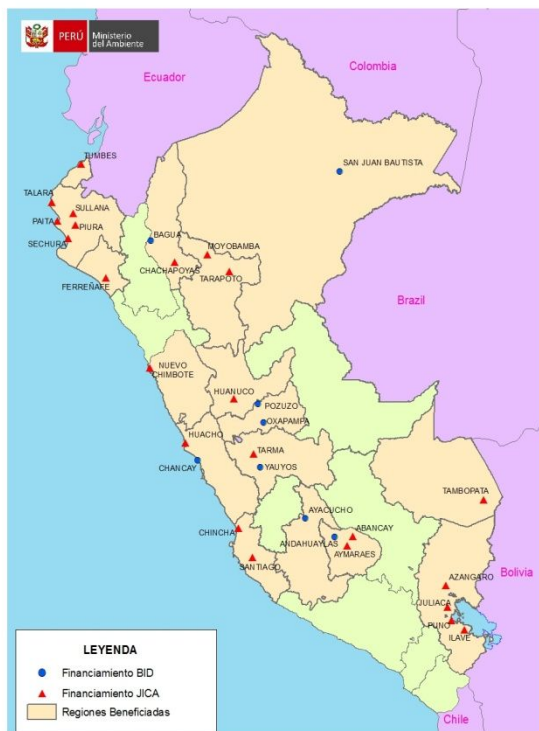 PERÚ
Ministerio
del Ambiente
Colombia
Ecuador
TUMBES
SAN JUAN BAUTISTA
TALARA
SULLANA
PAITA
PIURA
BAGUA
SECHURA
MOYOBAMBA
CHACHAPOYAS
TARAPOTO
FERREÑAFE
Brazil
NUEVO
CHIMBOTE
HUANUCO
POZUZO
OXAPAMPA
HUACHO
TARMA
CHANCAY
YAUYOS
TAMBOPATA
AYACUCHO
CHINCHA
ABANCAY
ANDAHUAYLAS
AYMARAES
SANTIAGO
AZANGARO
Bolivia
JULIACA
PUNO
ILAVE
LEYENDA
Financiamiento BID
Financiamiento JICA
Regiones Beneficiadas
Chile